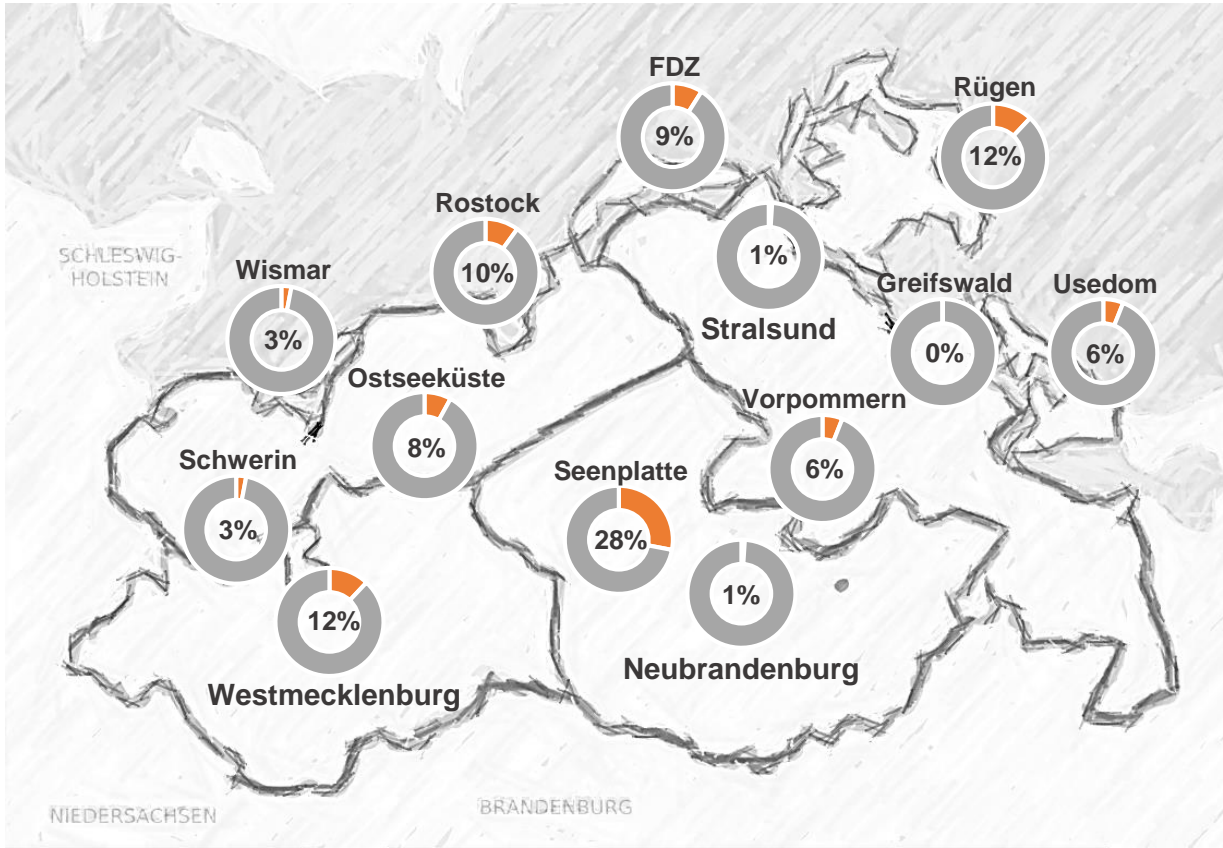 FDZ
9%
Rügen
12%
Rostock
10%
1%
Stralsund
SCHLESWIG-
HOLSTEIN
Wismar
3%
Greifswald
0%
Usedom
6%
Ostseeküste
8%
Vorpommern
6%
Schwerin
3%
Seenplatte
28%
1%
Neubrandenburg
12%
Westmecklenburg
NIEDERSACHSEN
BRANDENBURG